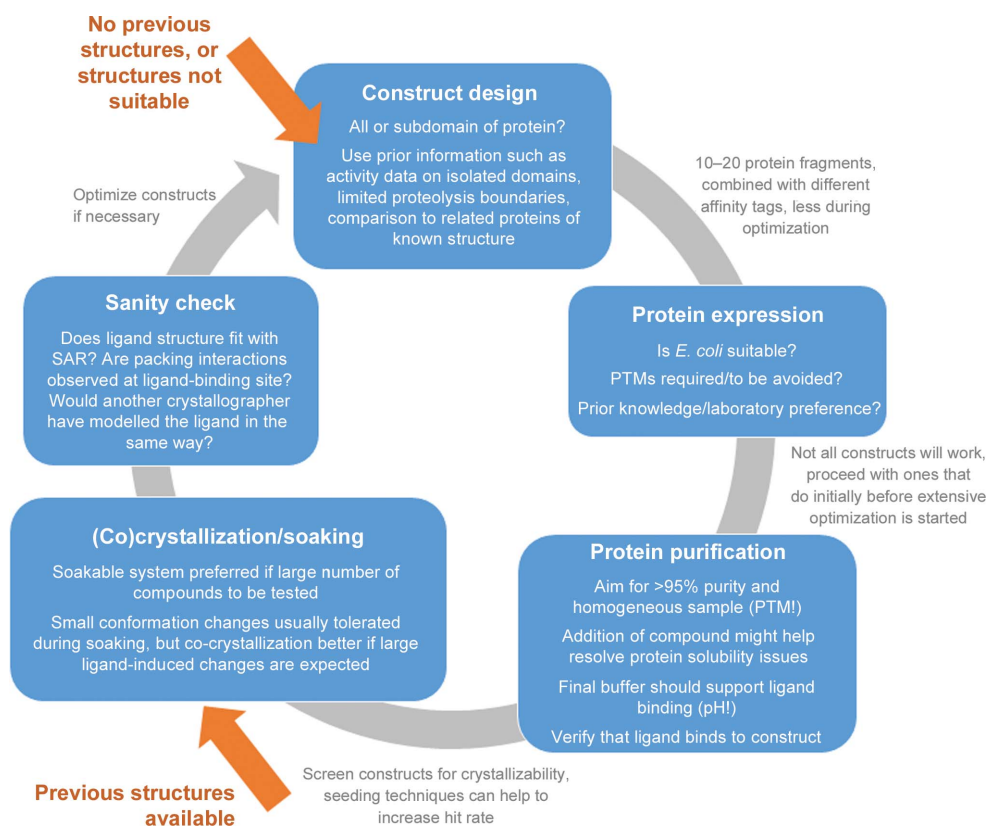 No previous
structures, or
structures not
suitable
Construct design
All or subdomain of protein?
Use prior information such as
activity data on isolated domains,
limited proteolysis boundaries,
comparison to related proteins of
known structure
10–20 protein fragments,
combined with different
affinity tags, less during
optimization
Protein expression
Is E. coli suitable?
PTMs required/to be avoided?
Prior knowledge/laboratory preference?
Not all constructs will work,
proceed with ones that
do initially before extensive
optimization is started
Protein purification
Aim for >95% purity and
homogeneous sample (PTM!)
Addition of compound might help
resolve protein solubility issues
Final buffer should support ligand
binding (pH!)
Verify that ligand binds to construct
Screen constructs for crystallizability,
seeding techniques can help to
increase hit rate
Previous structures
available
(Co)crystallization/soaking
Soakable system preferred if large number of
compounds to be tested
Small conformation changes usually tolerated
during soaking, but co-crystallization better if large
ligand-induced changes are expected
Sanity check
Does ligand structure fit with
SAR? Are packing interactions
observed at ligand-binding site?
Would another crystallographer
have modelled the ligand in the
same way?
Optimize constructs
if necessary